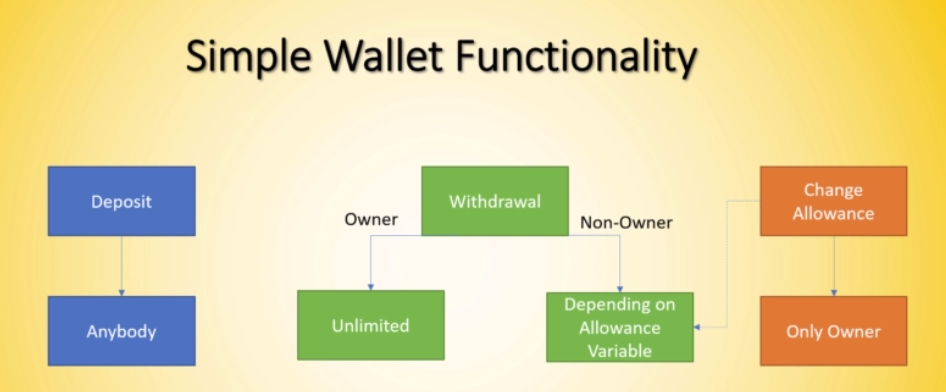 Simple Wallet Functionality
Deposit
Withdrawal
Change
Allowance
Owner
Non-Owner
Anybody
Unlimited
Depending on
Allowance
Variable
Only Owner